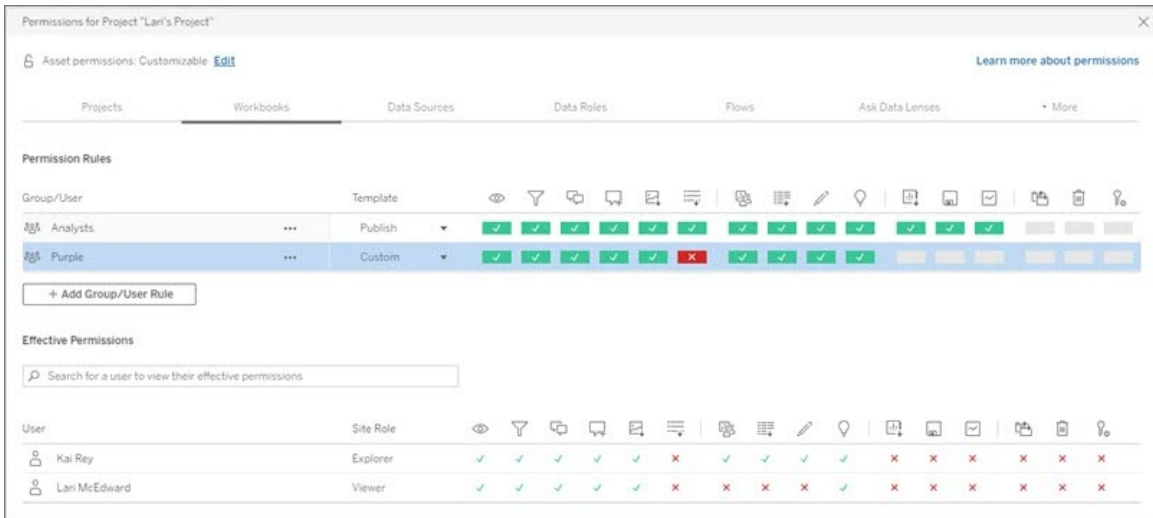 Permissions for Project "Lari's Project"
Asset permissions: Customizable Edit
Learn more about permissions
Projects Workbooks Data Sources Data Roles Flows Ask Data Lenses • More
Permission Rules
Group/User Template
Analysts ••• Publish
Purple ••• Custom
+ Add Group/User Rule
Effective Permissions
Search for a user to view their effective permissions
User Site Role
Kai Rey Explorer
Lari McEdward Viewer